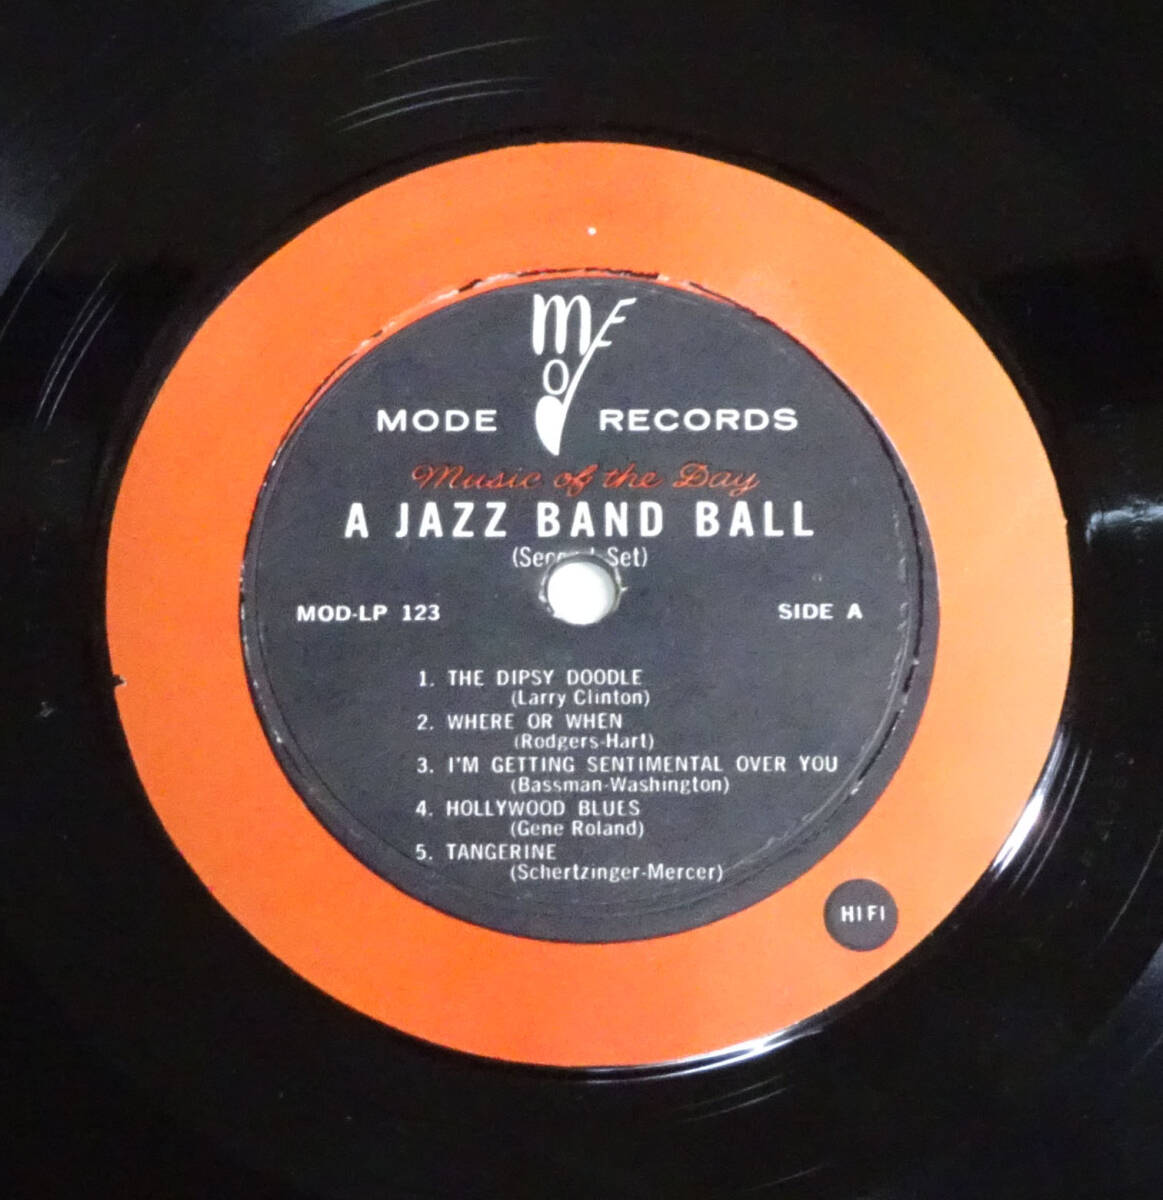 MODE
MODE RECORDS
Music of the Day
A JAZZ BAND BALL
(Second Set)
MOD-LP 123 SIDE A
1. THE DIPSY DOODLE
(Larry Clinton)
2. WHERE OR WHEN
(Rodgers-Hart)
3. I'M GETTING SENTIMENTAL OVER YOU
(Bassman-Washington)
4. HOLLYWOOD BLUES
(Gene Roland)
5. TANGERINE
(Schertzinger-Mercer)
HI FI